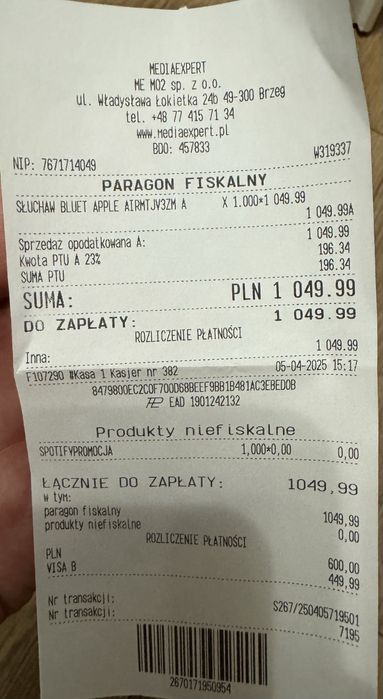 MEDIAEXPERT
ME M02 sp. z o.o.
ul. Władysława Łokietka 24b 49-300 Brzeg
tel. +48 77 415 71 34
www.mediaexpert.pl
BDO: 457833
NIP: 7671714049 W319337
PARAGON FISKALNY
SŁUCHAW BLUET APPLE AIRMTJV3ZM A X 1.000*1 049.99
1 049.99A
Sprzedaż opodatkowana A: 1 049.99
Kwota PTU A 23% 196.34
SUMA PTU 196.34
SUMA: PLN 1 049.99
DO ZAPŁATY: 1 049.99
ROZLICZENIE PŁATNOŚCI
Inna: 1 049.99
F107290 #Kasa 1 Kasjer nr 382 05-04-2025 15:17
EAD 1901242132
Produkty niefiskalne
SPOTIFYPROMOCJA 1,000*0,00 0,00
ŁĄCZNIE DO ZAPŁATY: 1049,99
w tym:
paragon fiskalny 1049,99
produkty niefiskalne 0,00
ROZLICZENIE PŁATNOŚCI
PLN 600,00
VISA B 449,99
Nr transakcji: S267/250405719501
Nr transakcji: 7195
2670171950954